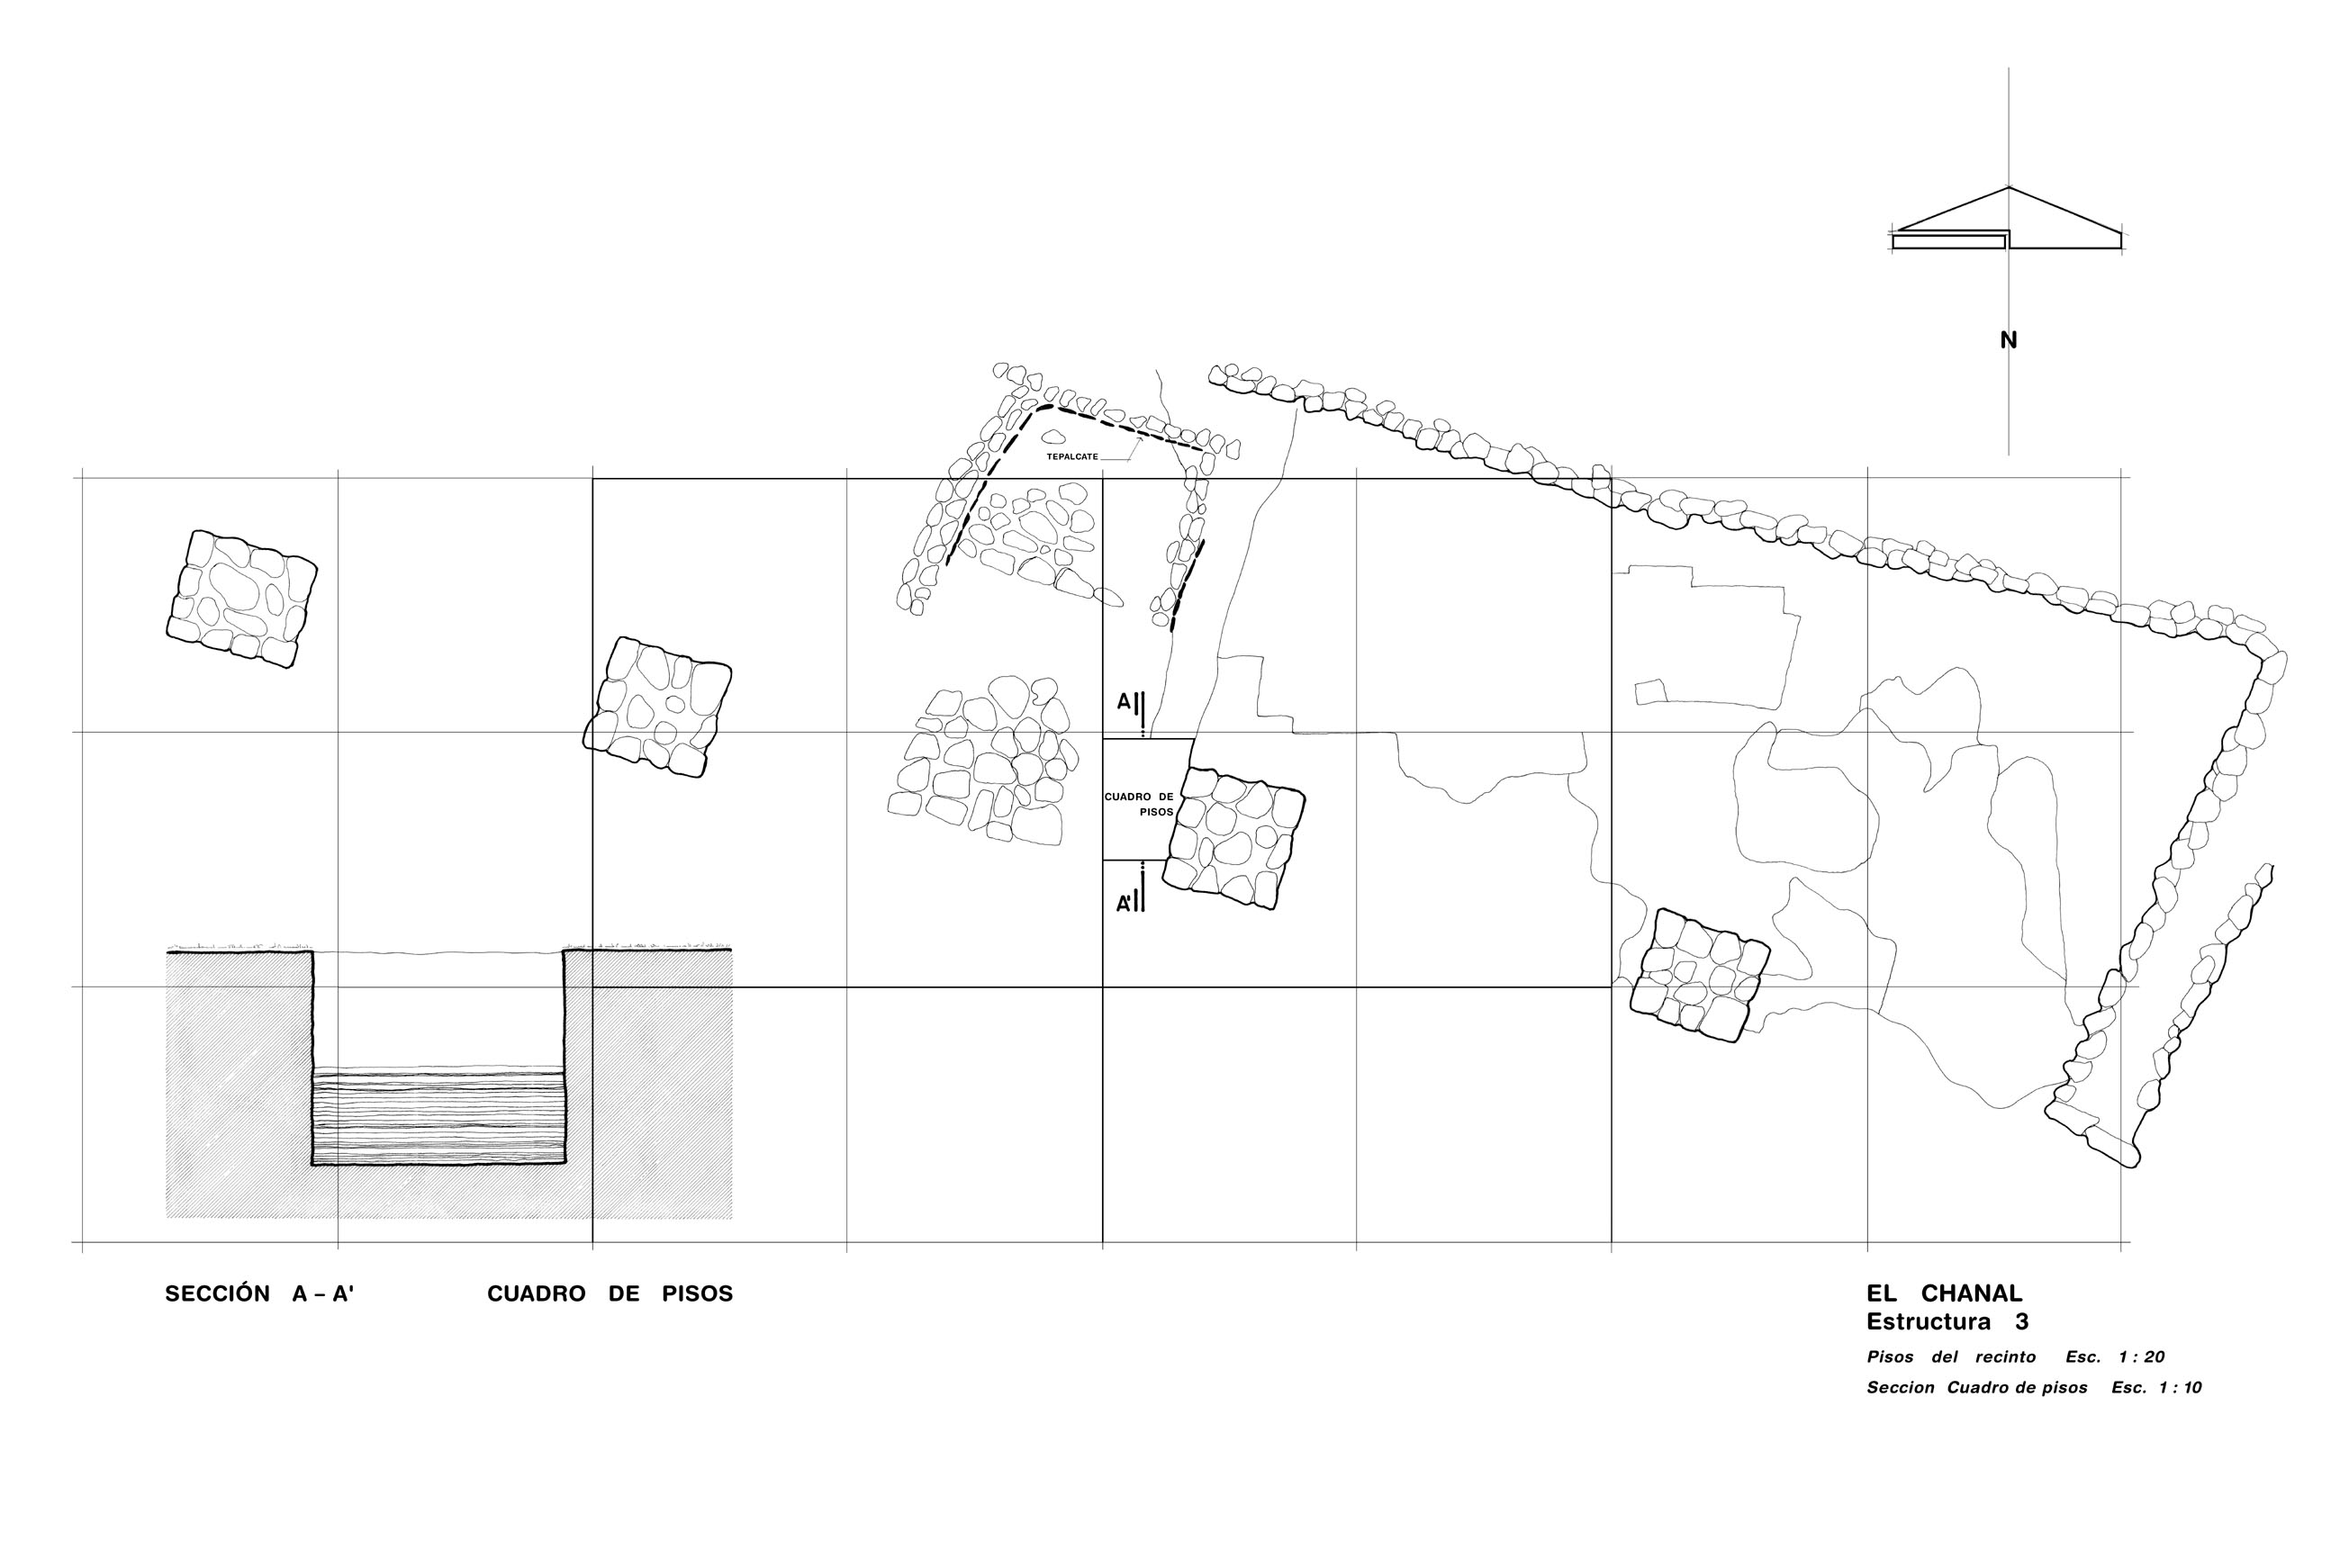 N
TEPALCATE
A
CUADRO DE
PISOS
A'
SECCIÓN A – A' CUADRO DE PISOS
EL CHANAL
Estructura 3
Pisos del recinto Esc. 1 : 20
Seccion Cuadro de pisos Esc. 1 : 10